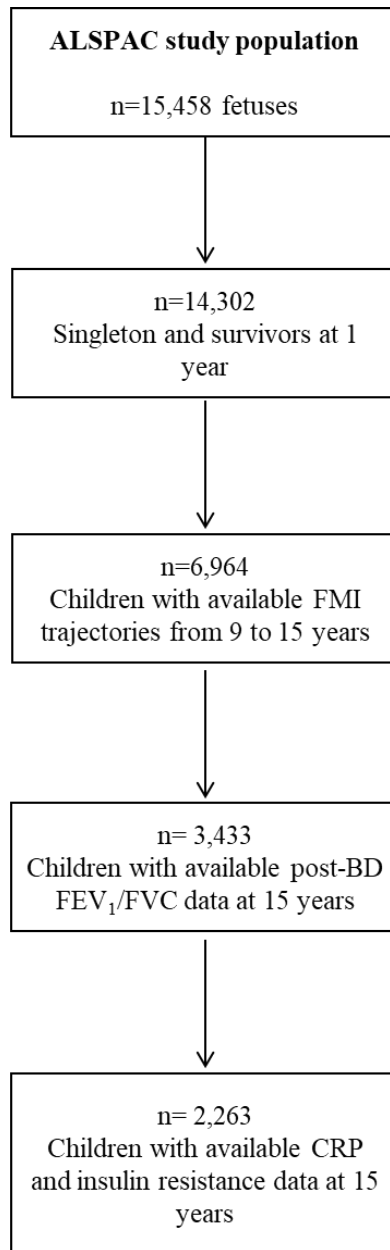 ALSPAC study population
n=15,458 fetuses
n=14,302
Singleton and survivors at 1
year
n=6,964
Children with available FMI
trajectories from 9 to 15 years
n= 3,433
Children with available post-BD
FEV₁/FVC data at 15 years
n= 2,263
Children with available CRP
and insulin resistance data at 15
years